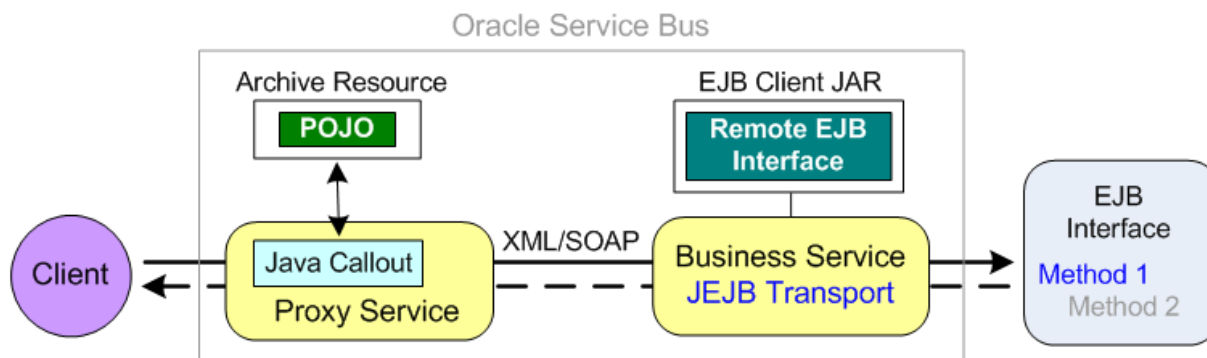 Oracle Service Bus
Archive Resource
POJO
EJB Client JAR
Remote EJB
Interface
Client
Java Callout
Proxy Service
XML/SOAP
Business Service
JEJB Transport
EJB
Interface
Method 1
Method 2